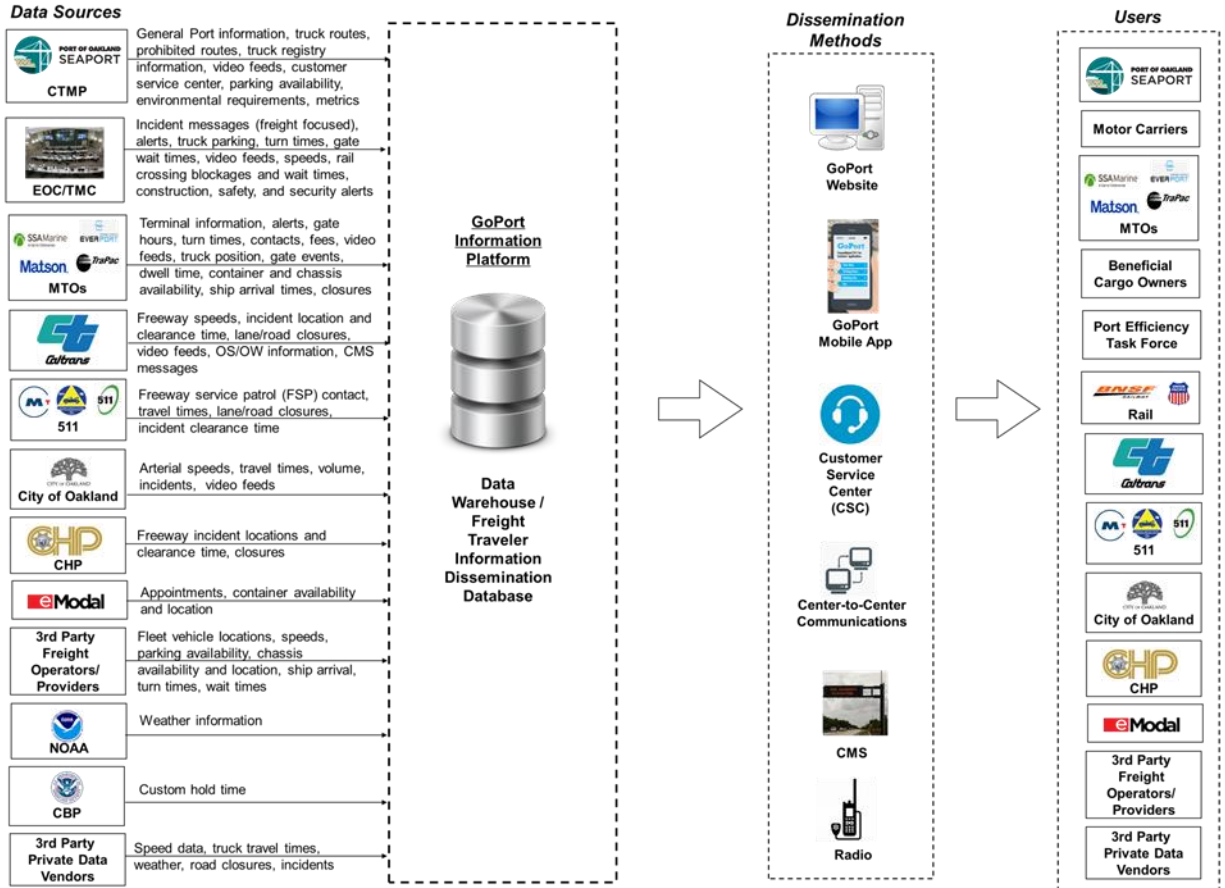 Data Sources
PORT OF OAKLAND
SEAPORT
CTMP
General Port information, truck routes,
prohibited routes, truck registry
information, video feeds, customer
service center, parking availability,
environmental requirements, metrics
EOC/TMC
Incident messages (freight focused),
alerts, truck parking, turn times, gate
wait times, video feeds, speeds, rail
crossing blockages and wait times,
construction, safety, and security alerts
SSAMarine
EVERPORT
Matson
TraPac
MTOs
Terminal information, alerts, gate
hours, turn times, contacts, fees, video
feeds, truck position, gate events,
dwell time, container and chassis
availability, ship arrival times, closures
Caltrans
Freeway speeds, incident location and
clearance time, lane/road closures,
video feeds, OS/OW information, CMS
messages
511
511
Freeway service patrol (FSP) contact,
travel times, lane/road closures,
incident clearance time
CITY OF OAKLAND
City of Oakland
Arterial speeds, travel times, volume,
incidents, video feeds
CHP
CHP
Freeway incident locations and
clearance time, closures
eModal
Appointments, container availability
and location
3rd Party
Freight
Operators/
Providers
Fleet vehicle locations, speeds,
parking availability, chassis
availability and location, ship arrival,
turn times, wait times
NOAA
Weather information
CBP
Custom hold time
3rd Party
Private Data
Vendors
Speed data, truck travel times,
weather, road closures, incidents
GoPort
Information
Platform
Data
Warehouse /
Freight
Traveler
Information
Dissemination
Database
Dissemination
Methods
GoPort
Website
GoPort
GoPort
Mobile App
Customer
Service
Center
(CSC)
Center-to-Center
Communications
CMS
Radio
Users
PORT OF OAKLAND
SEAPORT
Motor Carriers
SSAMarine
EVERPORT
Matson
TraPac
MTOs
Beneficial
Cargo Owners
Port Efficiency
Task Force
BNSF
RAILWAY
Rail
Caltrans
511
511
CITY OF OAKLAND
City of Oakland
CHP
CHP
eModal
3rd Party
Freight
Operators/
Providers
3rd Party
Private Data
Vendors